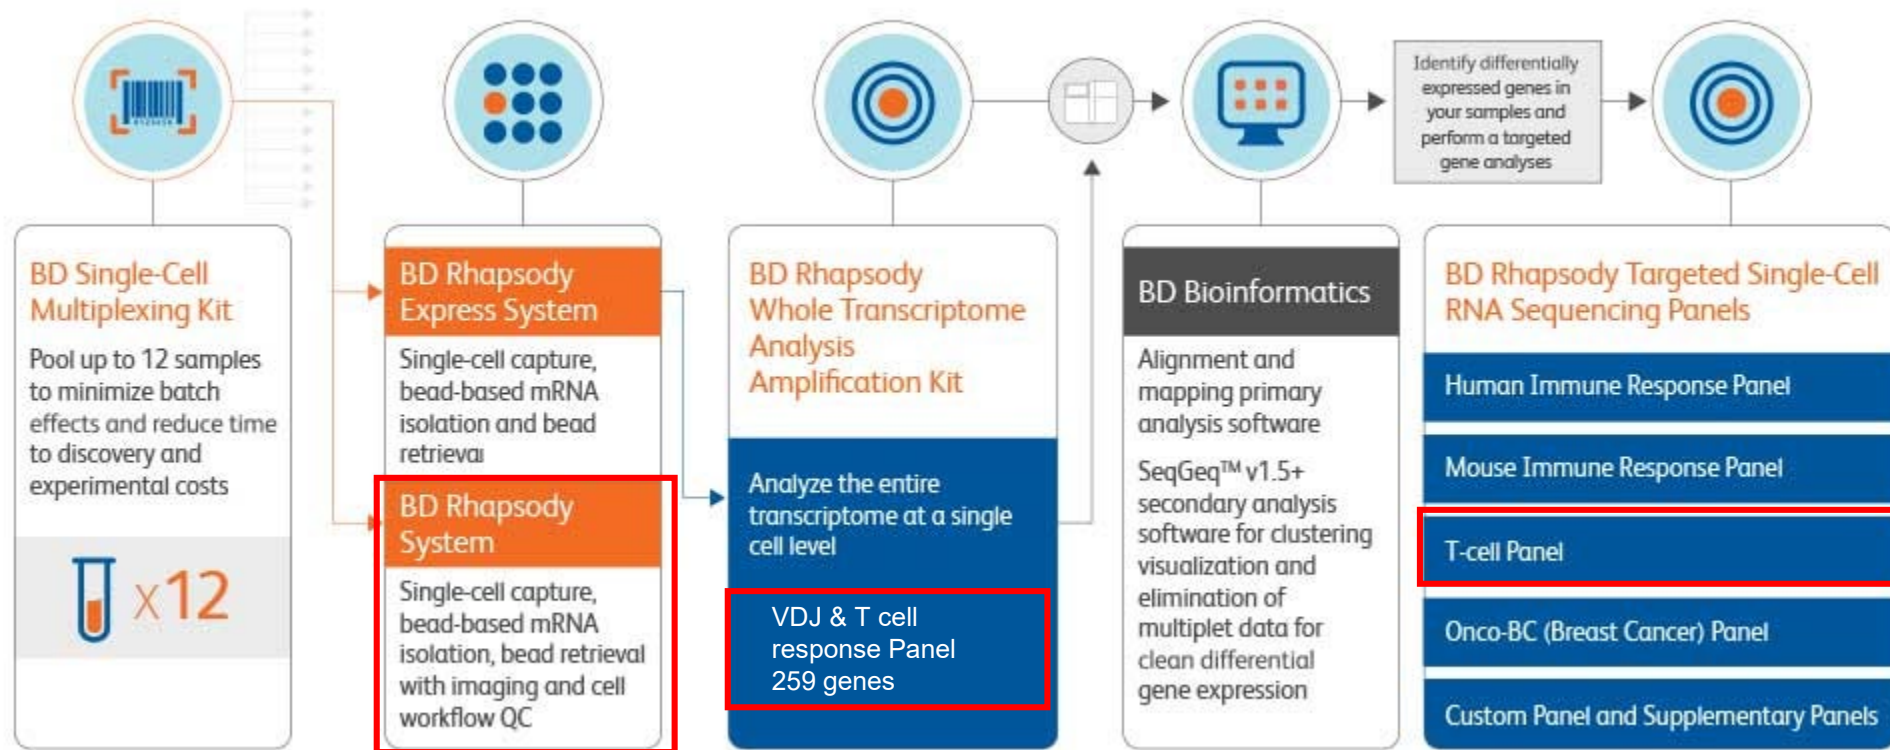 Identify differentially
expressed genes in
your samples and
perform a targeted
gene analyses
BD Single-Cell
Multiplexing Kit
Pool up to 12 samples
to minimize batch
effects and reduce time
to discovery and
experimental costs
x12
BD Rhapsody
Express System
Single-cell capture,
bead-based mRNA
isolation and bead
retrieval
BD Rhapsody
System
Single-cell capture,
bead-based mRNA
isolation, bead retrieval
with imaging and cell
workflow QC
BD Rhapsody
Whole Transcriptome
Analysis
Amplification Kit
Analyze the entire
transcriptome at a single
cell level
VDJ & T cell
response Panel
259 genes
BD Bioinformatics
Alignment and
mapping primary
analysis software
SeqGeq™ v1.5+
secondary analysis
software for clustering
visualization and
elimination of
multiplet data for
clean differential
gene expression
BD Rhapsody Targeted Single-Cell
RNA Sequencing Panels
Human Immune Response Panel
Mouse Immune Response Panel
T-cell Panel
Onco-BC (Breast Cancer) Panel
Custom Panel and Supplementary Panels